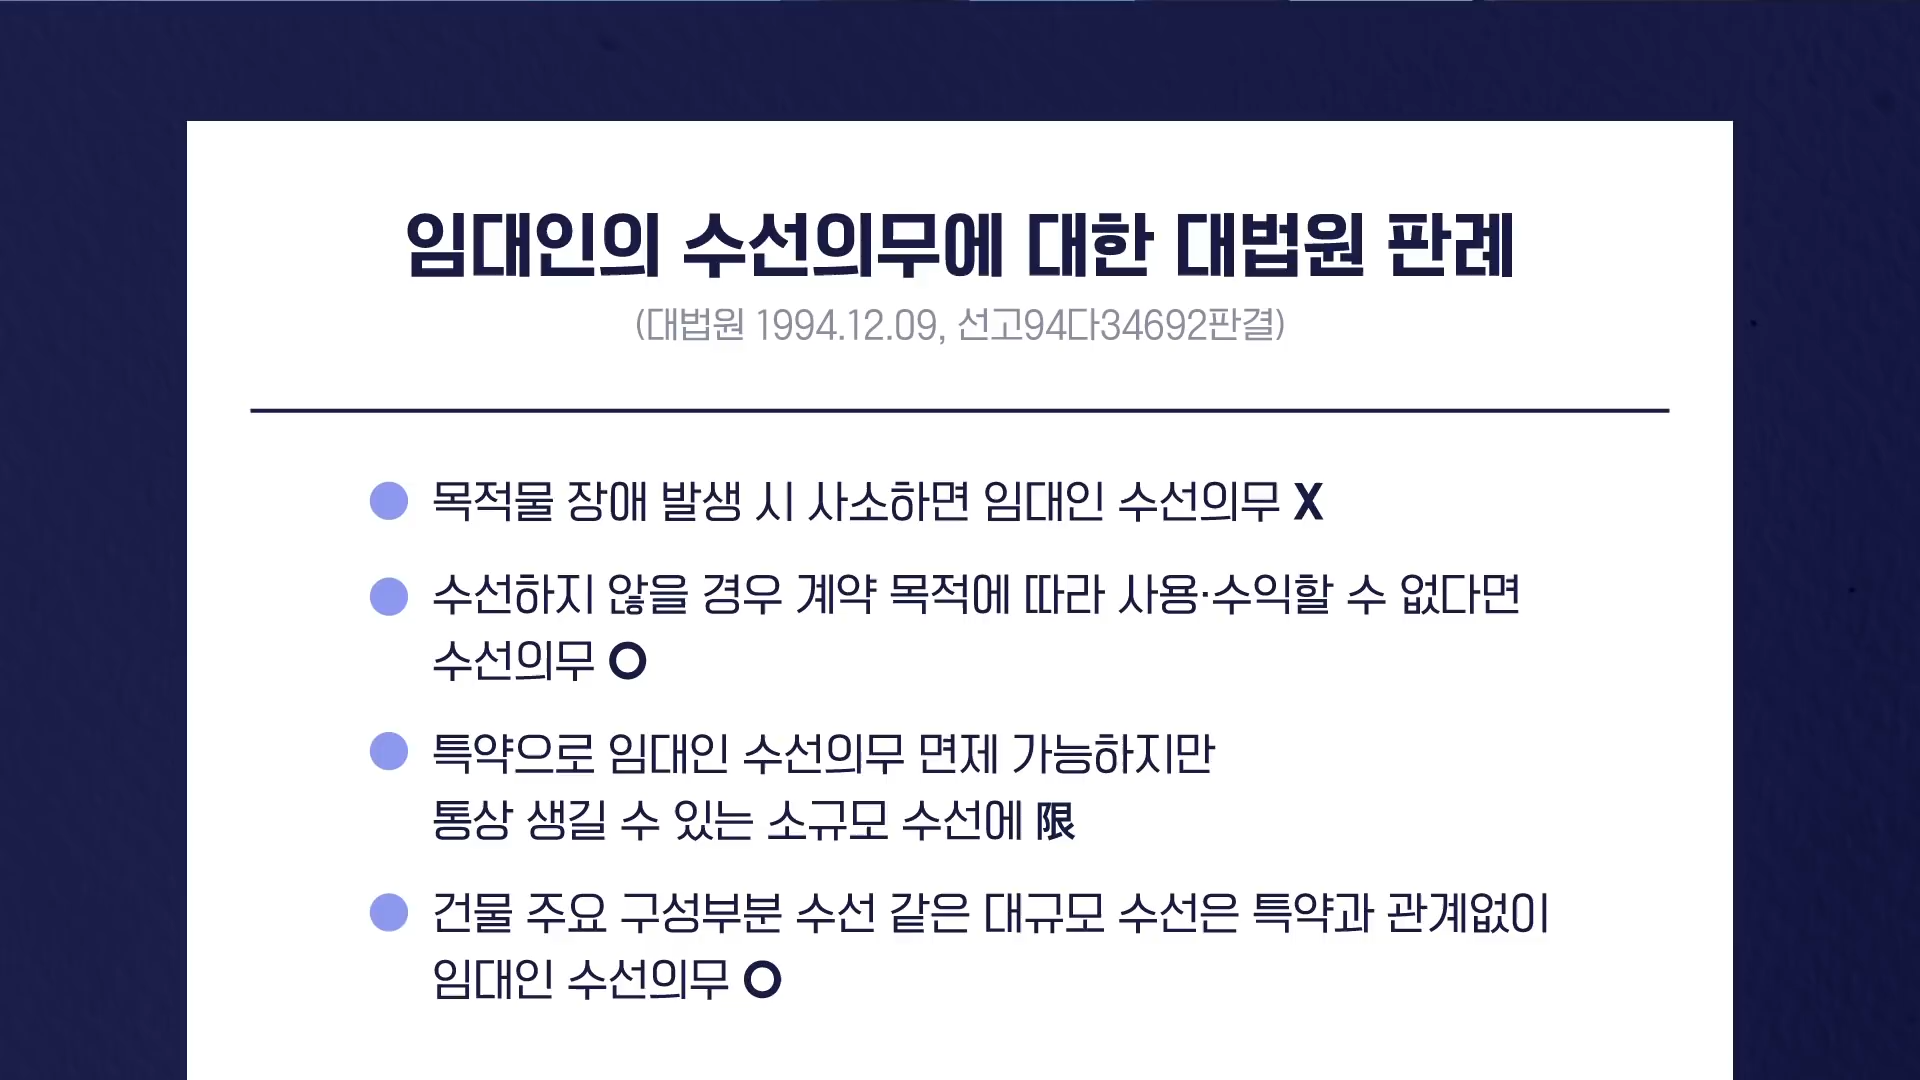 임대인의 수선의무에 대한 대법원 판례
(대법원 1994.12.09, 선고94다34692판결)
목적물 장애 발생 시 사소하면 임대인 수선의무 X
수선하지 않을 경우 계약 목적에 따라 사용·수익할 수 없다면
수선의무 O
특약으로 임대인 수선의무 면제 가능하지만
통상 생길 수 있는 소규모 수선에 限
건물 주요 구성부분 수선 같은 대규모 수선은 특약과 관계없이
임대인 수선의무 O